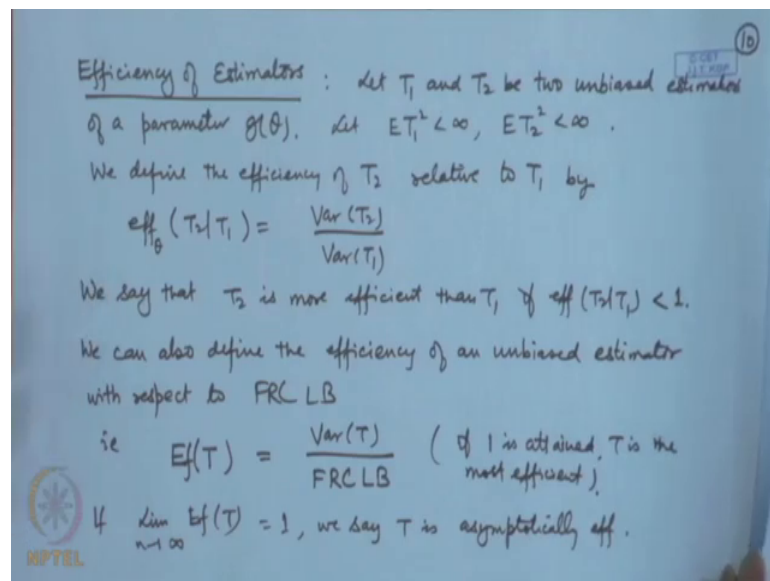 10
Efficiency of Estimators : Let T₁ and T₂ be two unbiased estimators
of a parameter g(θ). Let ET₁² < ∞, ET₂² < ∞ .
We define the efficiency of T₂ relative to T₁ by
eff_θ (T₂|T₁) = Var (T₂) / Var (T₁)
We say that T₂ is more efficient than T₁ if eff (T₂|T₁) < 1.
We can also define the efficiency of an unbiased estimator
with respect to FRC LB
ie Ef(T) = Var (T) / FRC LB ( if 1 is attained, T is the most efficient ).
If Lim n→∞ Ef (T) = 1, we say T is asymptotically eff.
NPTEL